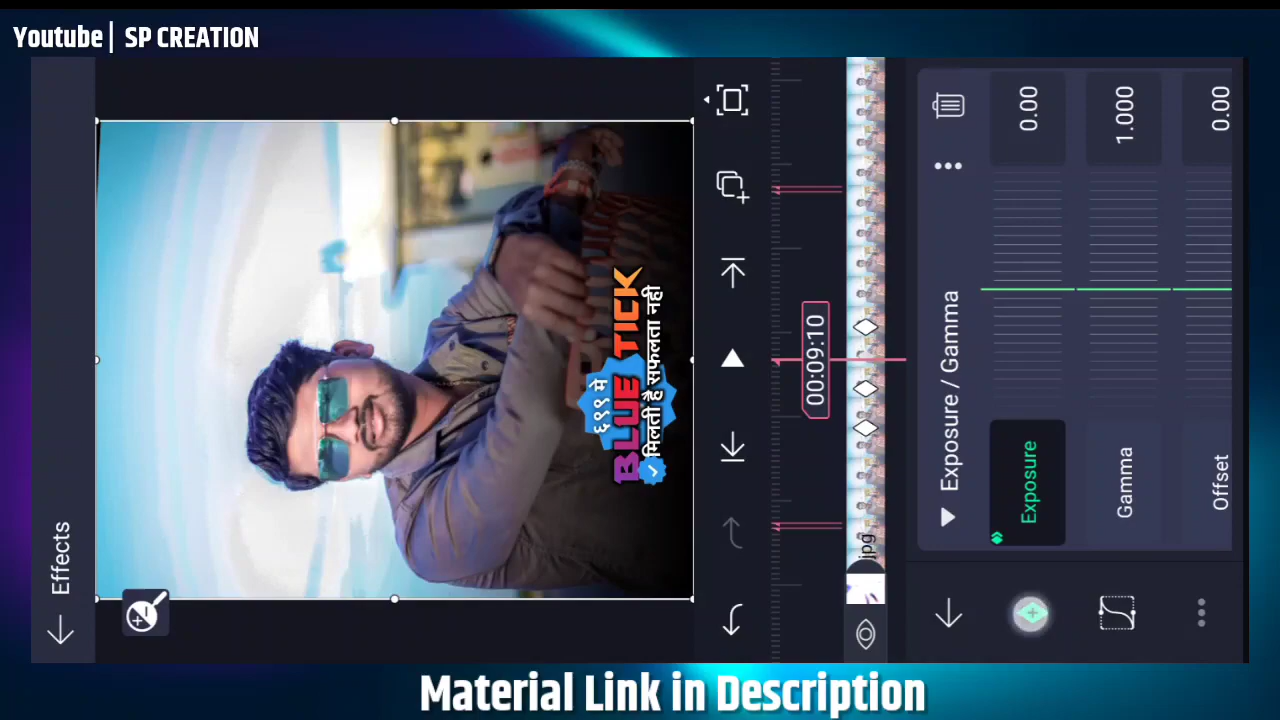 Youtube | SP CREATION
Effects
६९९ मे
BLUE TICK
मिलती है सफलता नही
00:09:10
jpg
Exposure / Gamma
Exposure
0.00
Gamma
1.000
Offset
0.00
Material Link in Description